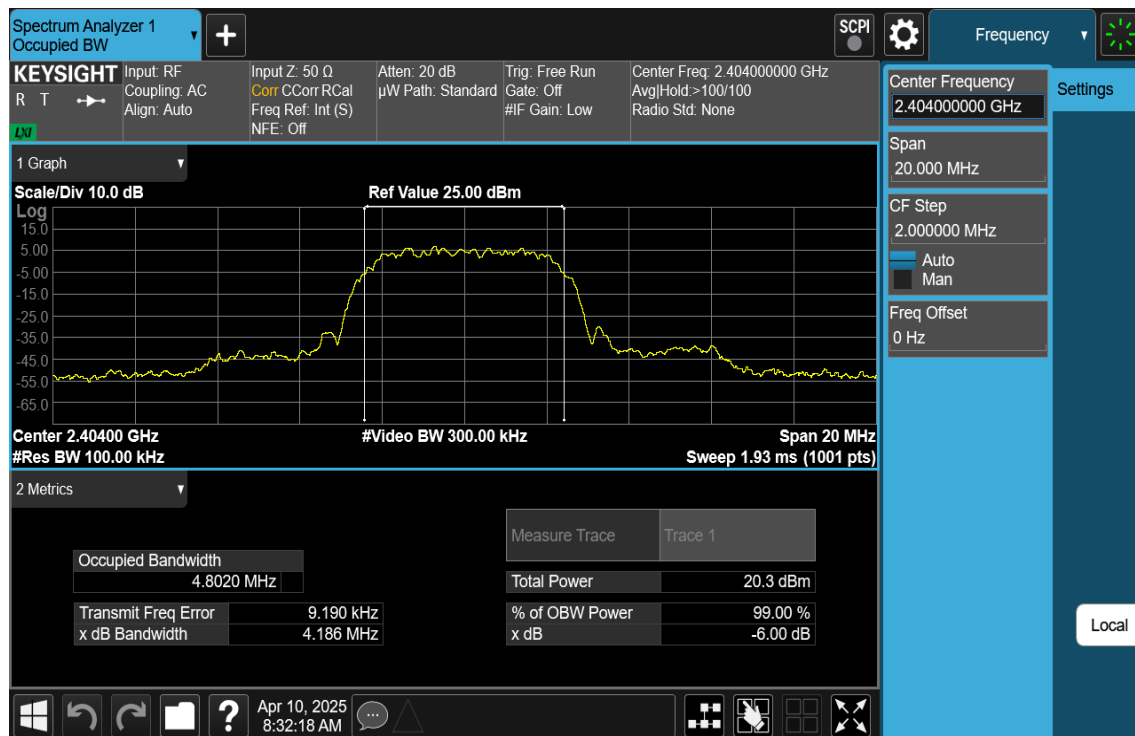 Spectrum Analyzer 1
Occupied BW
SCPI
Frequency
KEYSIGHT
R T
LXI
Input: RF
Coupling: AC
Align: Auto
Input Z: 50 Ω
Corr CCorr RCal
Freq Ref: Int (S)
NFE: Off
Atten: 20 dB
µW Path: Standard
Trig: Free Run
Gate: Off
#IF Gain: Low
Center Freq: 2.404000000 GHz
Avg|Hold:>100/100
Radio Std: None
Center Frequency
2.404000000 GHz
Settings
Span
20.000 MHz
CF Step
2.000000 MHz
Auto
Man
Freq Offset
0 Hz
Local
1 Graph
Scale/Div 10.0 dB
Ref Value 25.00 dBm
Log
15.0
5.00
-5.00
-15.0
-25.0
-35.0
-45.0
-55.0
-65.0
Center 2.40400 GHz
#Video BW 300.00 kHz
Span 20 MHz
#Res BW 100.00 kHz
Sweep 1.93 ms (1001 pts)
2 Metrics
Measure Trace
Trace 1
Occupied Bandwidth
4.8020 MHz
Total Power
20.3 dBm
Transmit Freq Error
9.190 kHz
% of OBW Power
99.00 %
x dB Bandwidth
4.186 MHz
x dB
-6.00 dB
?
Apr 10, 2025
8:32:18 AM